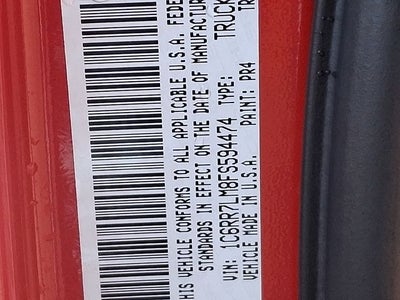 THIS VEHICLE CONFORMS TO ALL APPLICABLE U.S.A. FEDE
STANDARDS IN EFFECT ON THE DATE OF MANUFACTUR
VIN: 1C6RR7LM8FS594474 TYPE: TRUCK
VEHICLE MADE IN U.S.A. PAINT: PR4 TR